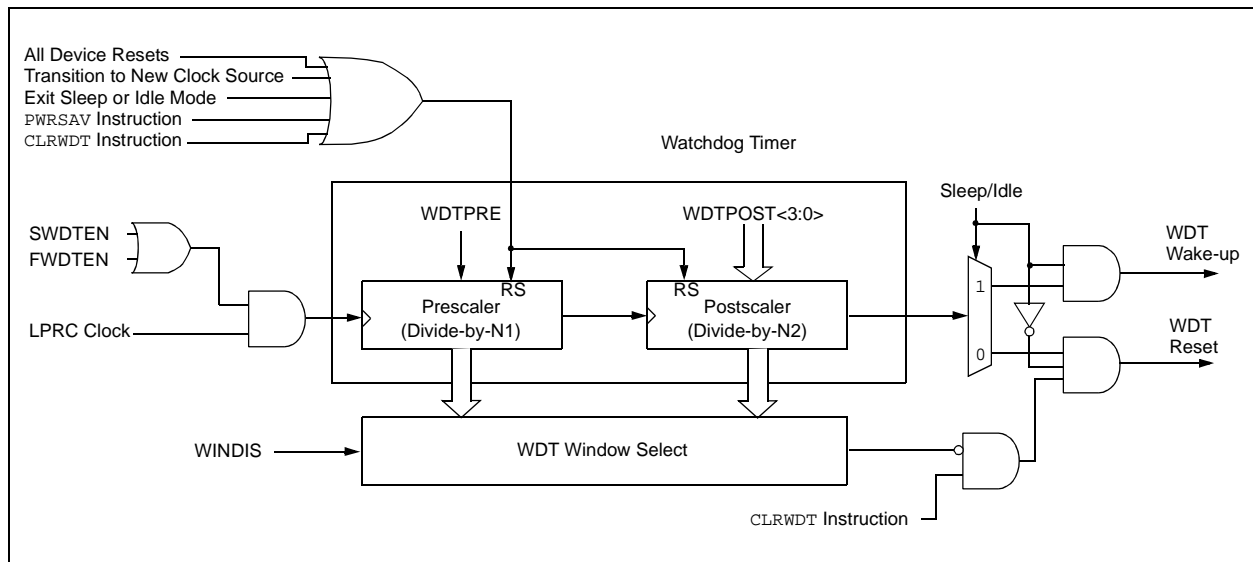 All Device Resets
Transition to New Clock Source
Exit Sleep or Idle Mode
PWRSAV Instruction
CLRWDT Instruction
Watchdog Timer
Sleep/Idle
WDTPRE
WDTPOST<3:0>
SWDTEN
FWDTEN
WDT
Wake-up
RS
RS
1
Prescaler
(Divide-by-N1)
Postscaler
(Divide-by-N2)
LPRC Clock
WDT
Reset
0
WINDIS
WDT Window Select
CLRWDT Instruction